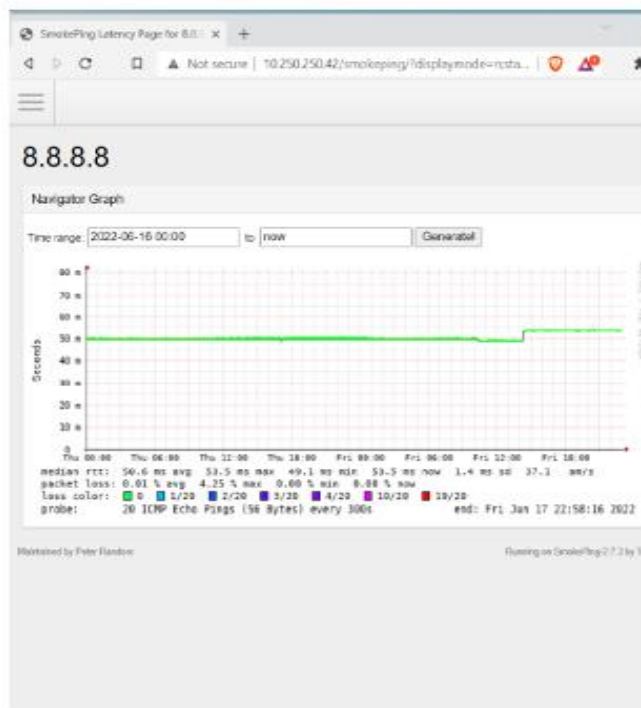 SmokePing Latency Page for 8.8.
Not secure | 10.250.250.42/smokeping/?displaymode=n;sta...
8.8.8.8
Navigator Graph
Time range: 2022-06-16 00:00 to now Generate!
Seconds
80 m
70 m
60 m
50 m
40 m
30 m
20 m
10 m
0
Thu 00:00 Thu 06:00 Thu 12:00 Thu 18:00 Fri 00:00 Fri 06:00 Fri 12:00 Fri 18:00
median rtt: 50.6 ms avg 53.5 ms max 49.1 ms min 53.5 ms now 1.4 ms sd 37.1 am/s
packet loss: 0.01 % avg 4.25 % max 0.00 % min 0.00 % now
loss color: 0 1/20 2/20 3/20 4/20 10/20 19/20
probe: 20 ICMP Echo Pings (56 Bytes) every 300s end: Fri Jun 17 22:58:16 2022
Maintained by Peter Random
Running on SmokePing-2.7.3 by